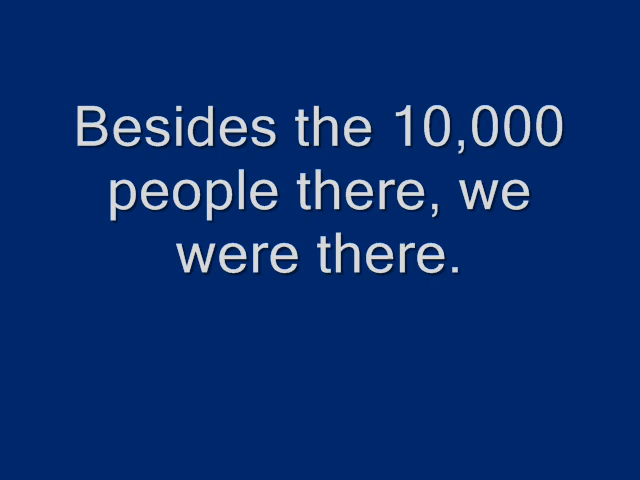 Besides the 10,000
people there, we
were there.